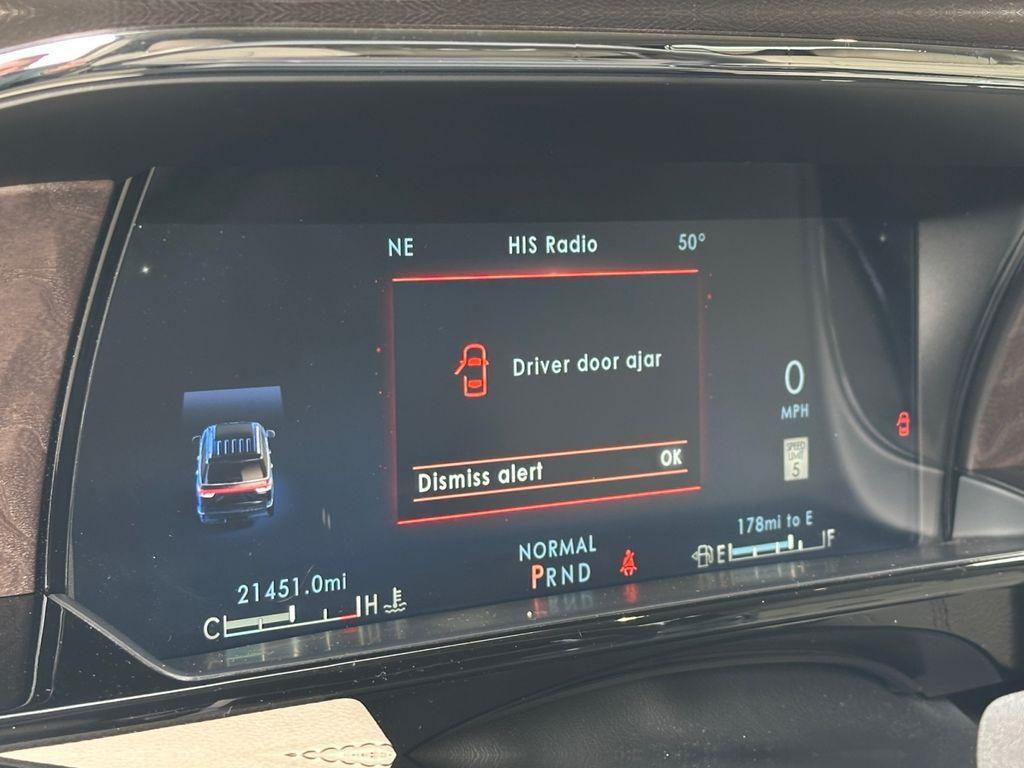 NE HIS Radio 50°
Driver door ajar
0
MPH
SPEED
LIMIT
5
OK
Dismiss alert
178mi to E
E F
NORMAL
PRND
21451.0mi
C H